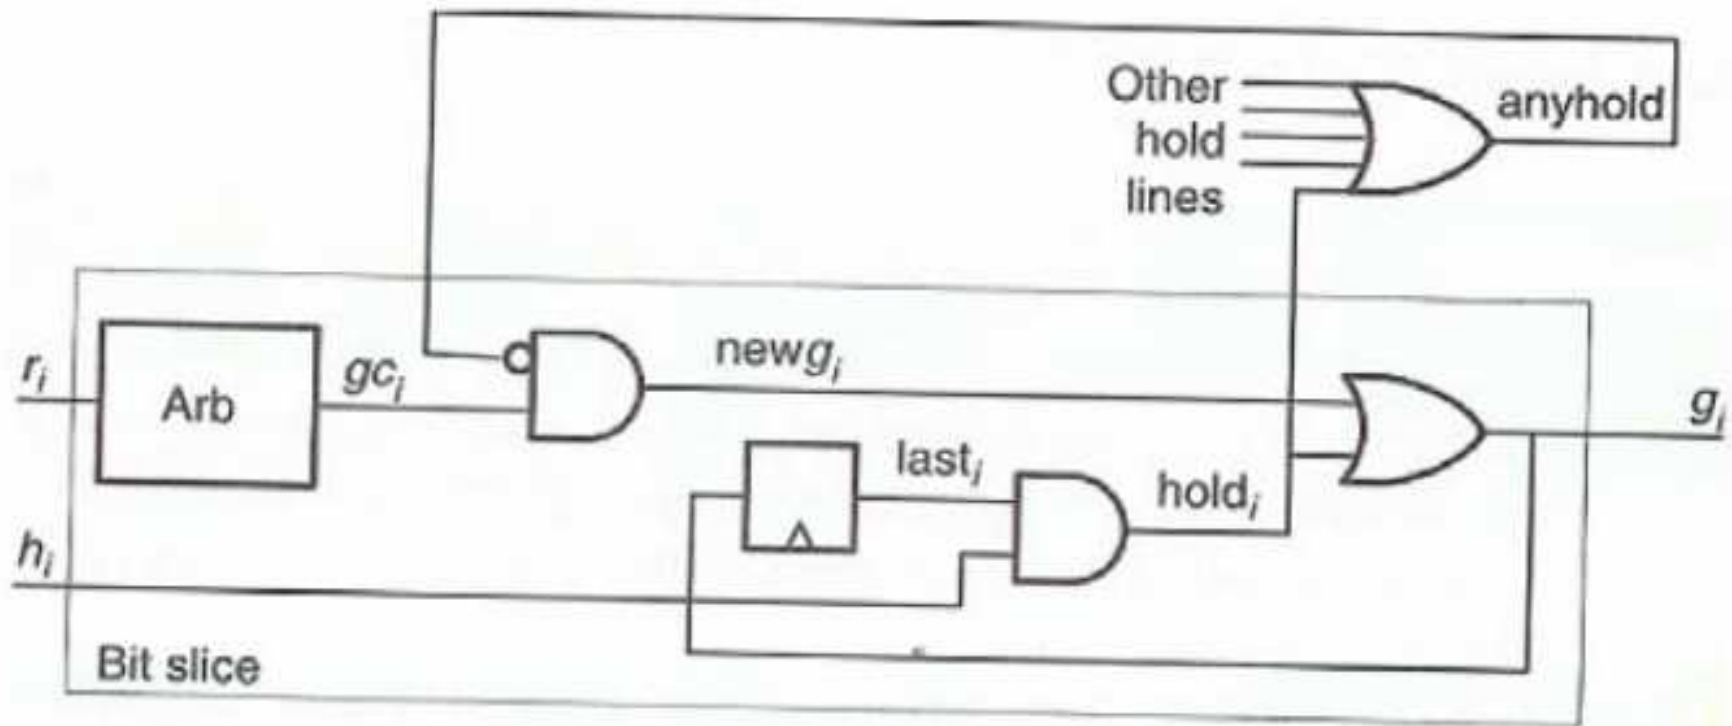 Other
hold
lines
anyhold
r_i
Arb
gc_i
newg_i
g_i
last_i
hold_i
h_i
Bit slice